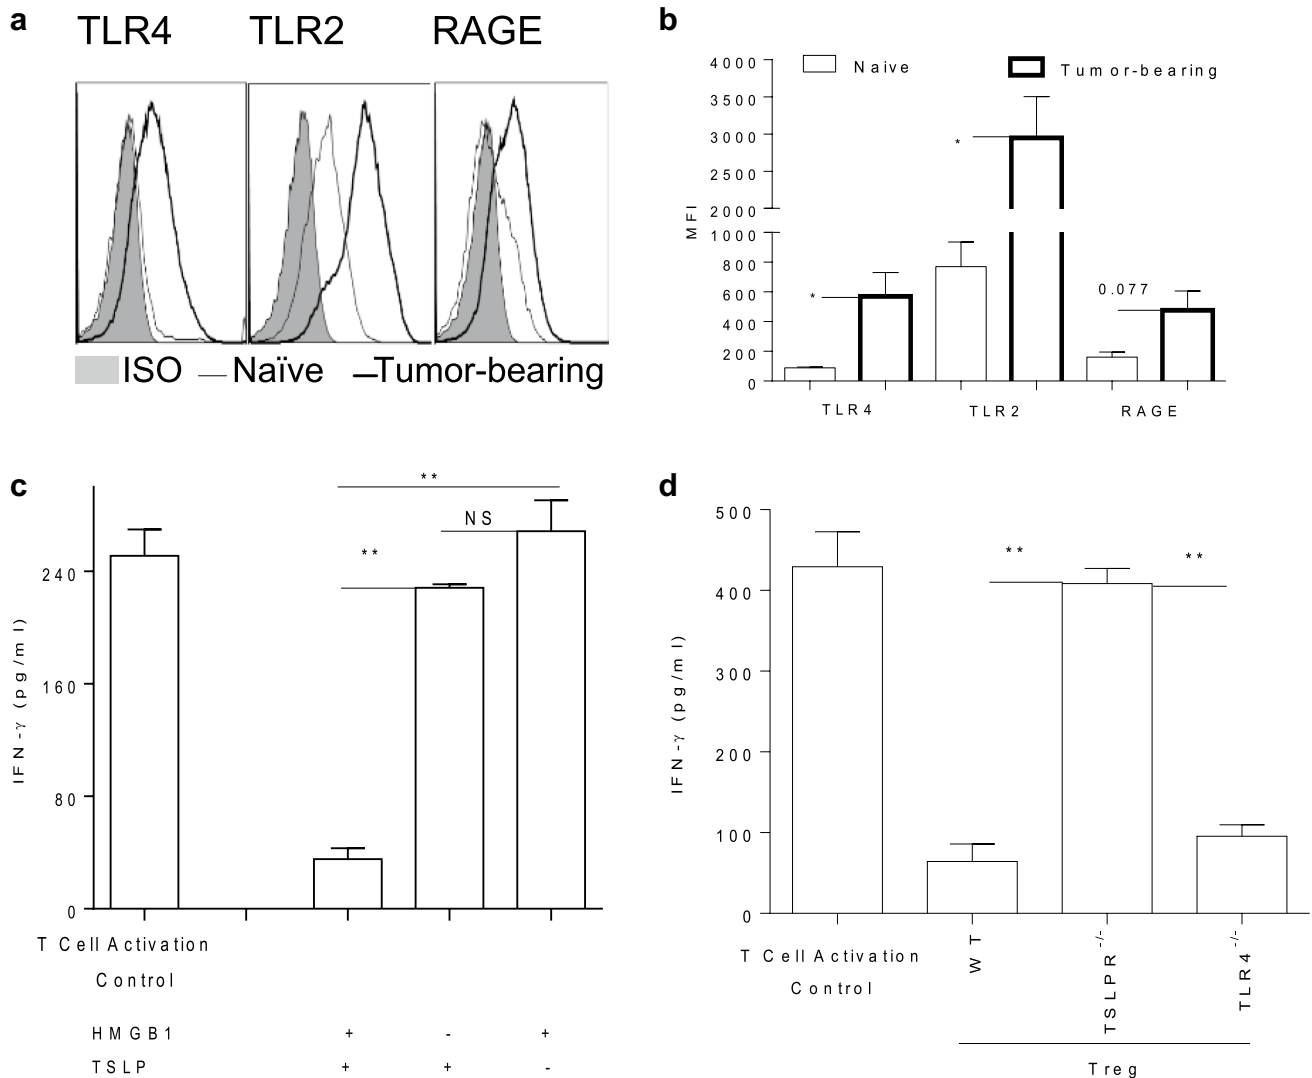 a
TLR4 TLR2 RAGE
ISO Naïve Tumor-bearing
b
Naive Tumor-bearing
MFI
4000
3500
3000
2500
2000
1000
800
600
400
200
0
*
*
0.077
TLR4 TLR2 RAGE
c
IFN-γ (pg/ml)
240
160
80
0
**
NS
**
T Cell Activation
Control
HMGB1 + - +
TSLP + + -
d
IFN-γ (pg/ml)
500
400
300
200
100
0
** **
T Cell Activation
Control
WT
TSLPR-/-
TLR4-/-
Treg